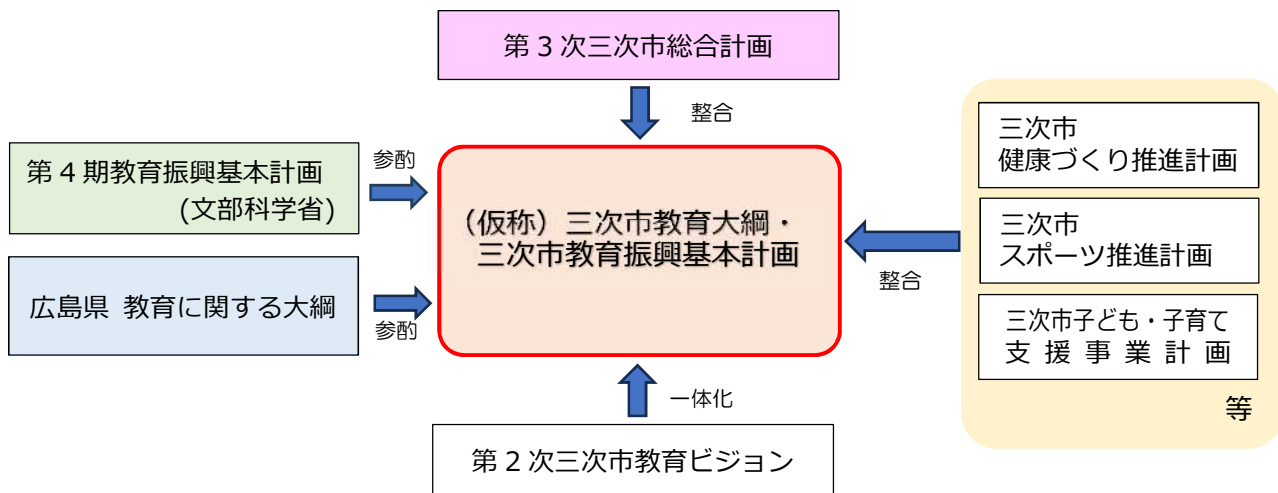 第3次三次市総合計画
整合
第4期教育振興基本計画
(文部科学省)
参酌
広島県 教育に関する大綱
参酌
（仮称）三次市教育大綱・
三次市教育振興基本計画
三次市
健康づくり推進計画
三次市
スポーツ推進計画
三次市子ども・子育て
支援事業計画
等
整合
一体化
第2次三次市教育ビジョン